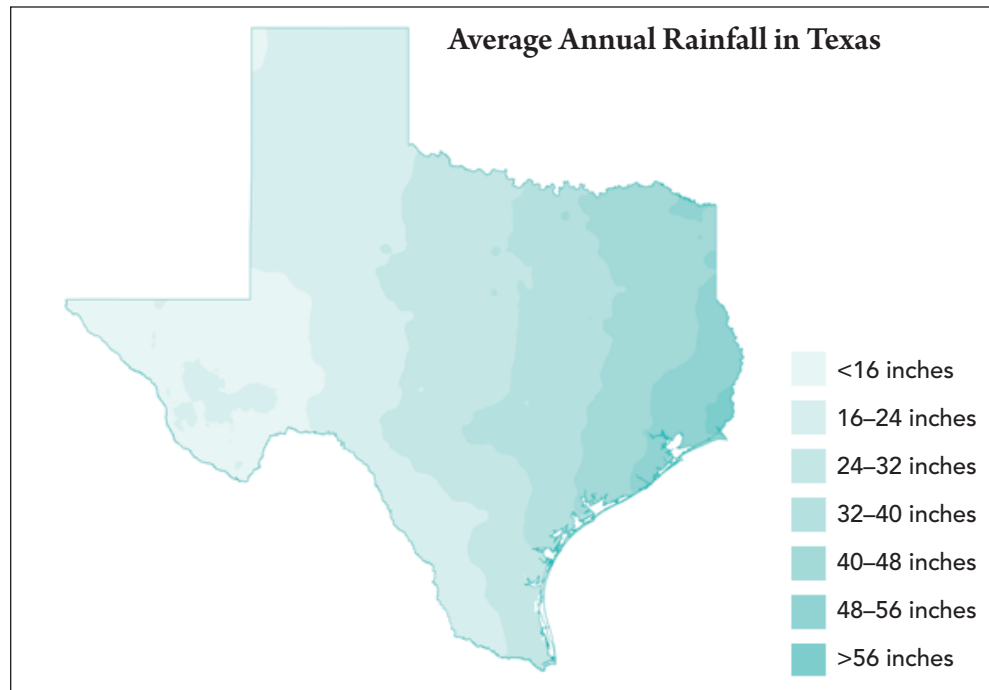 Average Annual Rainfall in Texas
<16 inches
16–24 inches
24–32 inches
32–40 inches
40–48 inches
48–56 inches
>56 inches